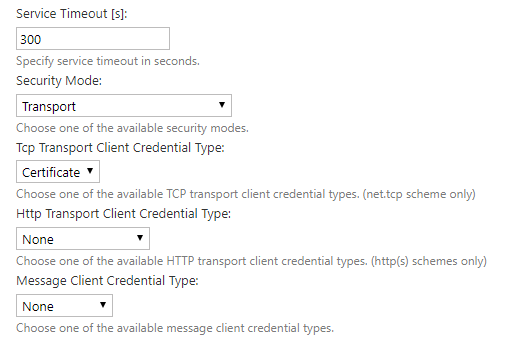 Service Timeout [s]:
300
Specify service timeout in seconds.
Security Mode:
Transport
Choose one of the available security modes.
Tcp Transport Client Credential Type:
Certificate
Choose one of the available TCP transport client credential types. (net.tcp scheme only)
Http Transport Client Credential Type:
None
Choose one of the available HTTP transport client credential types. (http(s) schemes only)
Message Client Credential Type:
None
Choose one of the available message client credential types.